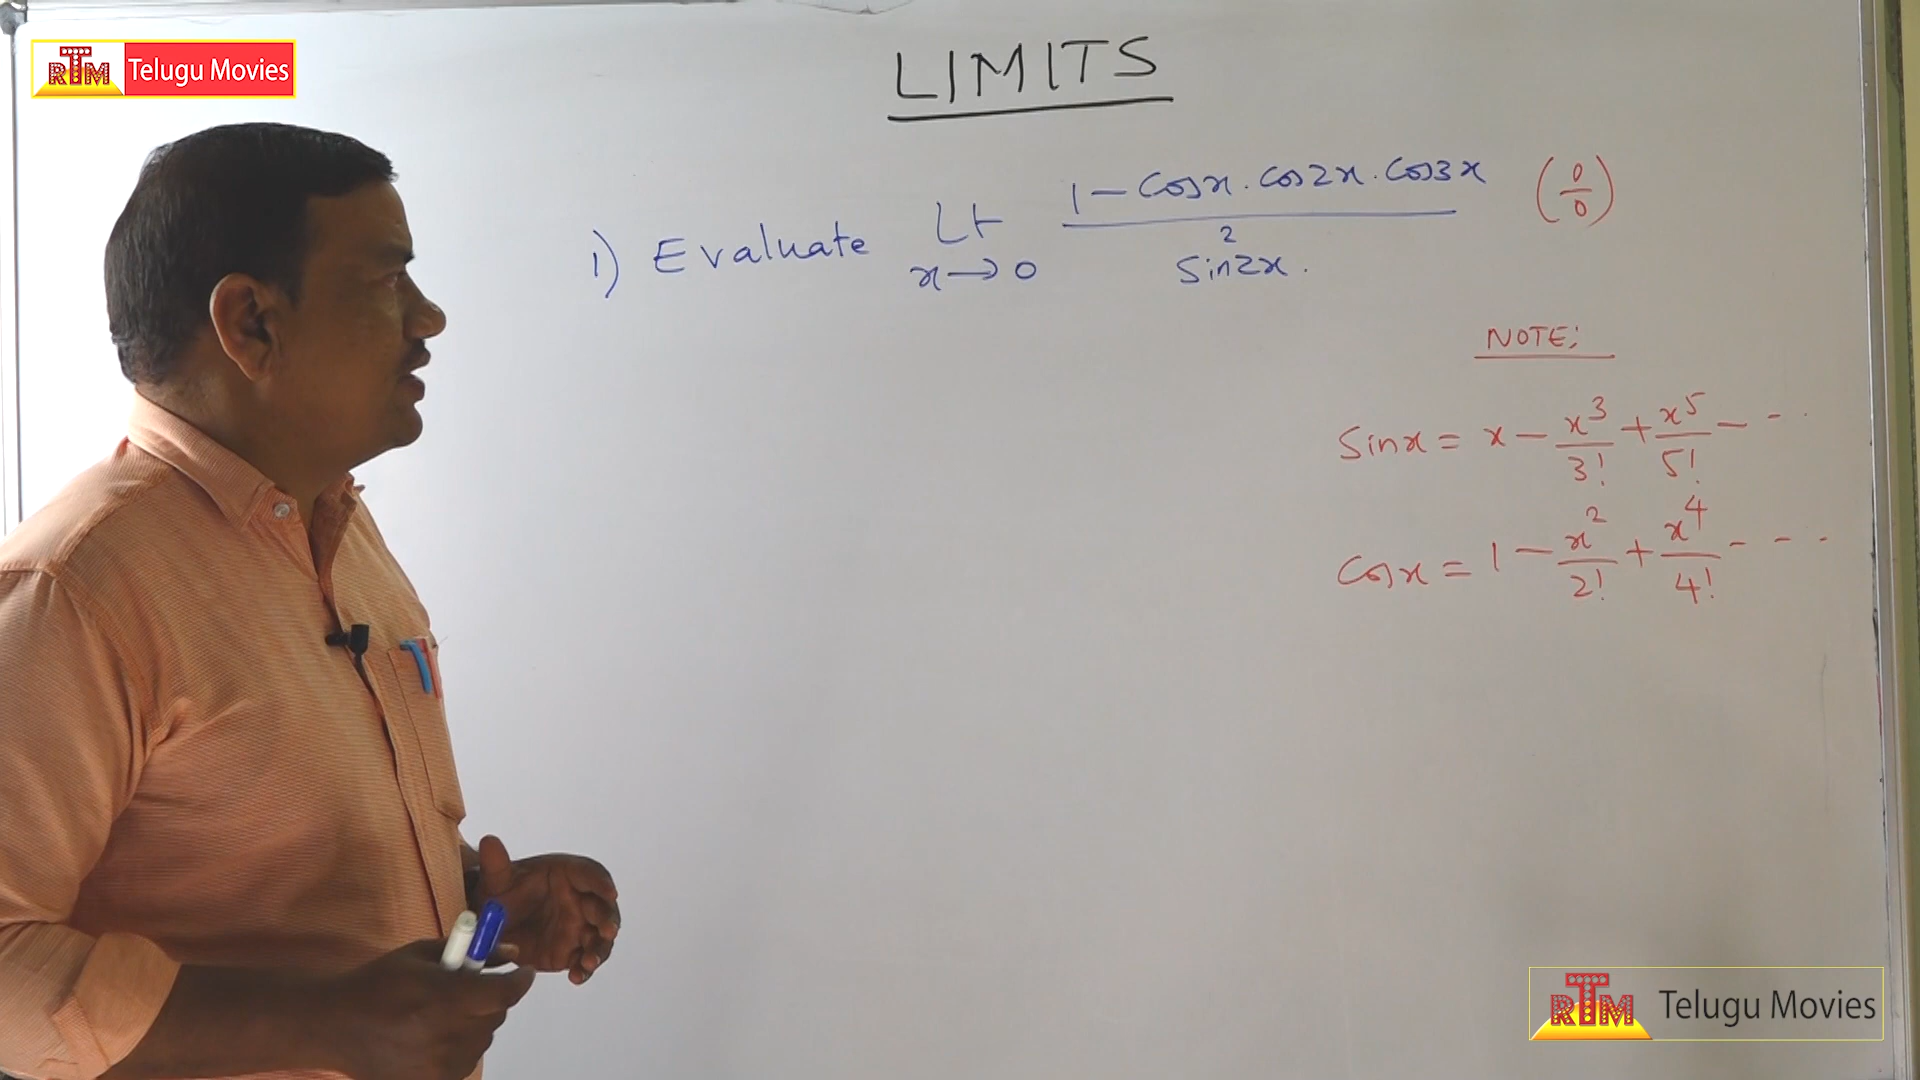 RTM Telugu Movies
LIMITS
1) Evaluate Lt x→0 (1 - Cosx . Cos2x . Cos3x) / (Sin²2x) . (0/0)
NOTE:
Sinx = x - x³/3! + x⁵/5! - - .
Cosx = 1 - x²/2! + x⁴/4! - - - -
RTM Telugu Movies